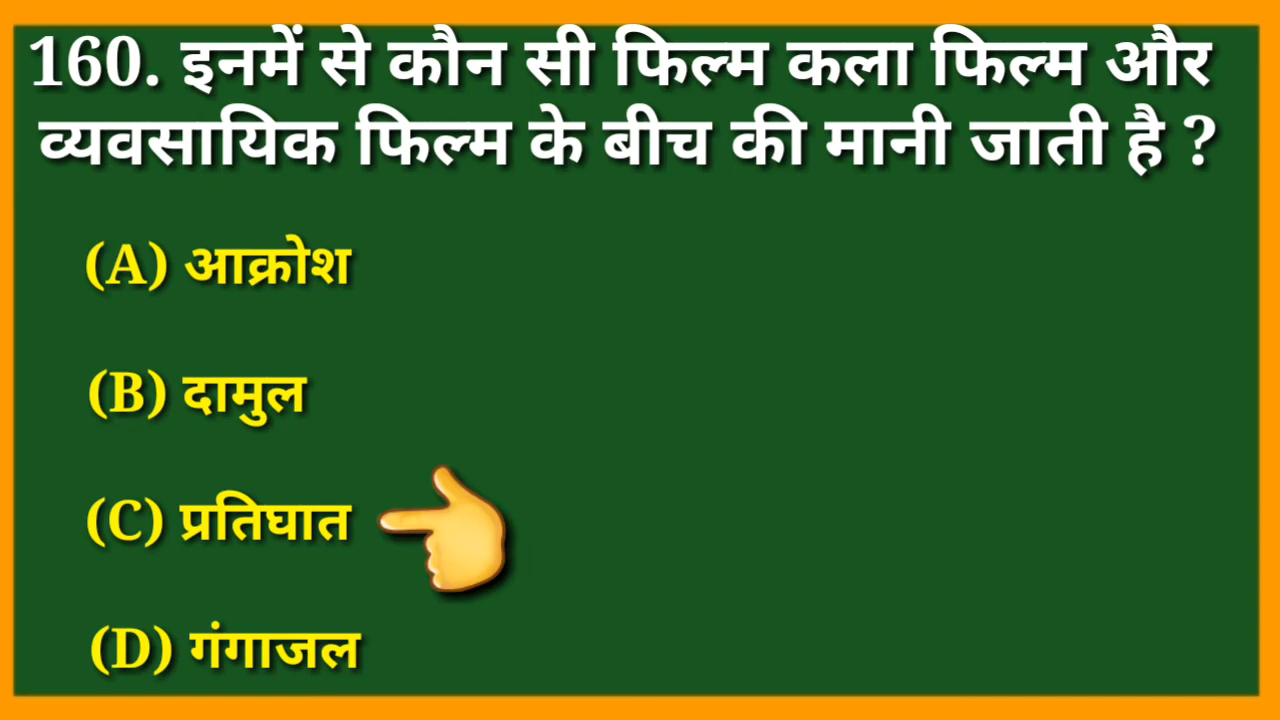 160. इनमें से कौन सी फिल्म कला फिल्म और
व्यवसायिक फिल्म के बीच की मानी जाती है ?
(A) आक्रोश
(B) दामुल
(C) प्रतिघात
(D) गंगाजल